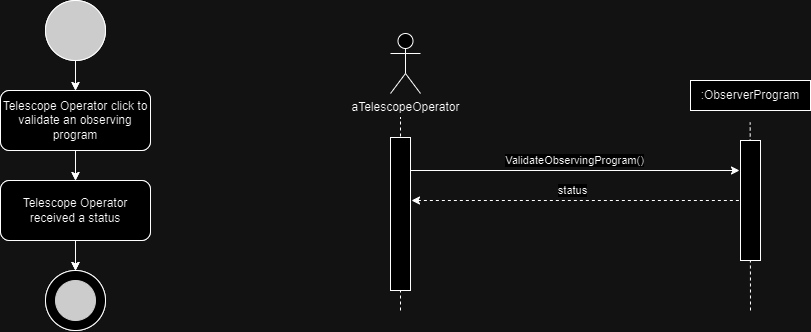 Telescope Operator click to
validate an observing
program
Telescope Operator
received a status
aTelescopeOperator
:ObserverProgram
ValidateObservingProgram()
status